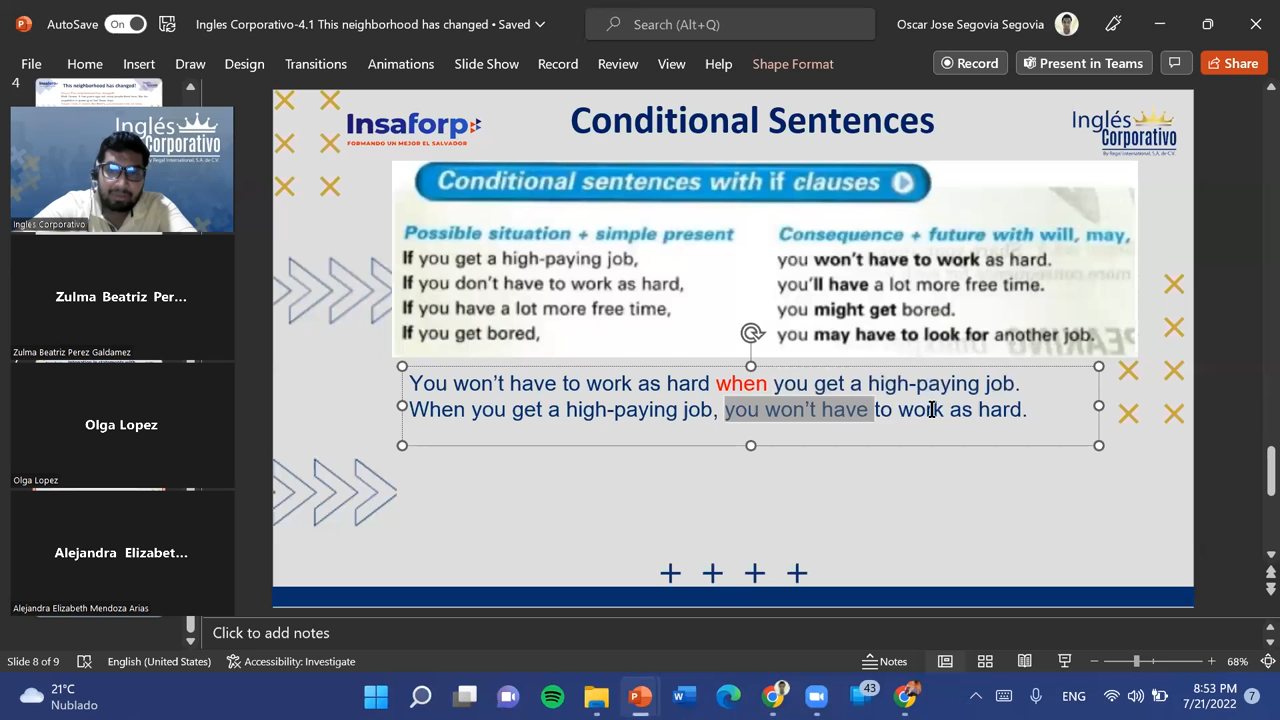 AutoSave On Ingles Corporativo-4.1 This neighborhood has changed • Saved Search (Alt+Q) Oscar Jose Segovia Segovia
File Home Insert Draw Design Transitions Animations Slide Show Record Review View Help Shape Format Record Present in Teams Share
4
This neighborhood has changed!
Inglés Corporativo
Inglés Corporativo
Zulma Beatriz Per...
Zulma Beatriz Perez Galdamez
Olga Lopez
Olga Lopez
Alejandra Elizabet...
Alejandra Elizabeth Mendoza Arias
Insaforp
FORMANDO UN MEJOR EL SALVADOR
Conditional Sentences
Inglés Corporativo
By Regal International, S.A. de C.V.
Conditional sentences with if clauses
Possible situation + simple present Consequence + future with will, may,
If you get a high-paying job, you won't have to work as hard.
If you don't have to work as hard, you'll have a lot more free time.
If you have a lot more free time, you might get bored.
If you get bored, you may have to look for another job.
You won't have to work as hard when you get a high-paying job.
When you get a high-paying job, you won't have to work as hard.
Click to add notes
Slide 8 of 9 English (United States) Accessibility: Investigate Notes 68%
21°C
Nublado
43
ENG
8:53 PM
7/21/2022
7